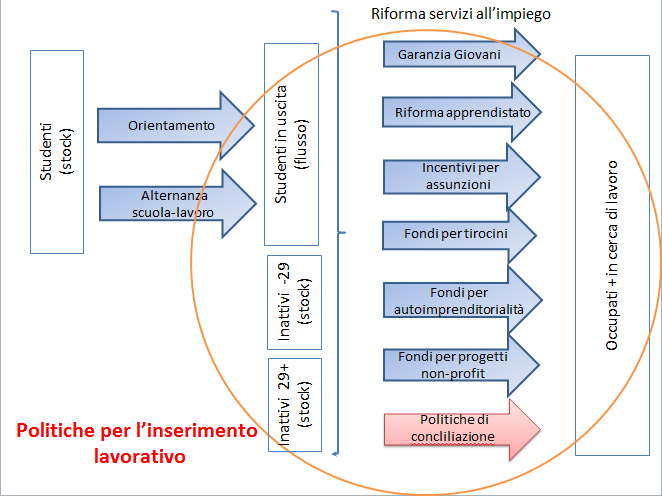 Riforma servizi all'impiego
Studenti
(stock)
Orientamento
Alternanza
scuola-lavoro
Studenti in uscita
(flusso)
Inattivi -29
(stock)
Inattivi 29+
(stock)
Garanzia Giovani
Riforma apprendistato
Incentivi per
assunzioni
Fondi per tirocini
Fondi per
autoimprenditorialità
Fondi per progetti
non-profit
Politiche di
concliliazione
Occupati + in cerca di lavoro
Politiche per l'inserimento
lavorativo